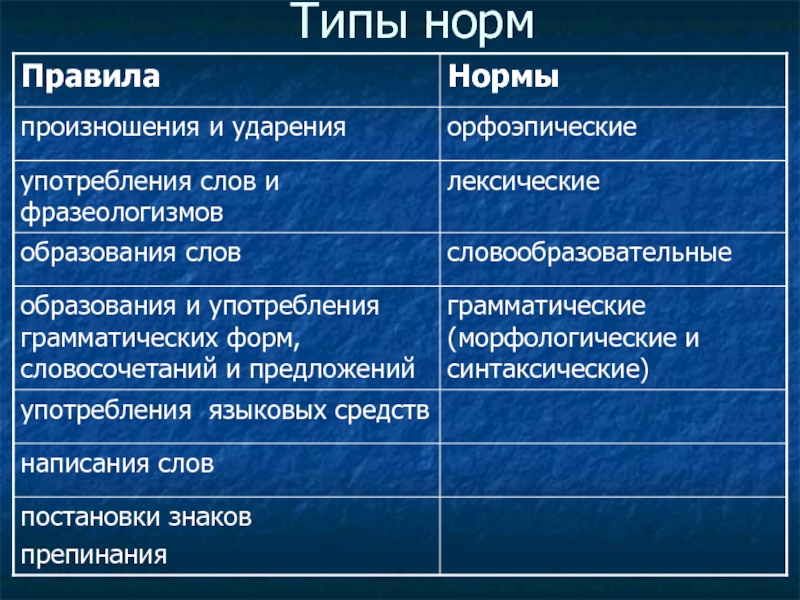 Типы норм
Правила
Нормы
произношения и ударения
орфоэпические
употребления слов и
фразеологизмов
лексические
образования слов
словообразовательные
образования и употребления
грамматических форм,
словосочетаний и предложений
грамматические
(морфологические и
синтаксические)
употребления языковых средств
написания слов
постановки знаков
препинания